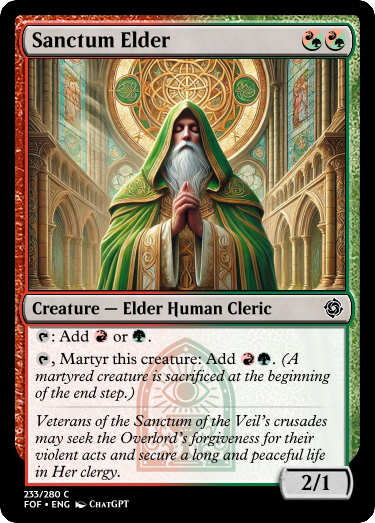 Sanctum Elder
Creature — Elder Human Cleric
: Add or .
, Martyr this creature: Add . (A
martyred creature is sacrificed at the beginning
of the end step.)
Veterans of the Sanctum of the Veil's crusades
may seek the Overlord's forgiveness for their
violent acts and secure a long and peaceful life
in Her clergy.
2/1
233/280 C
FOF • ENG ChatGPT